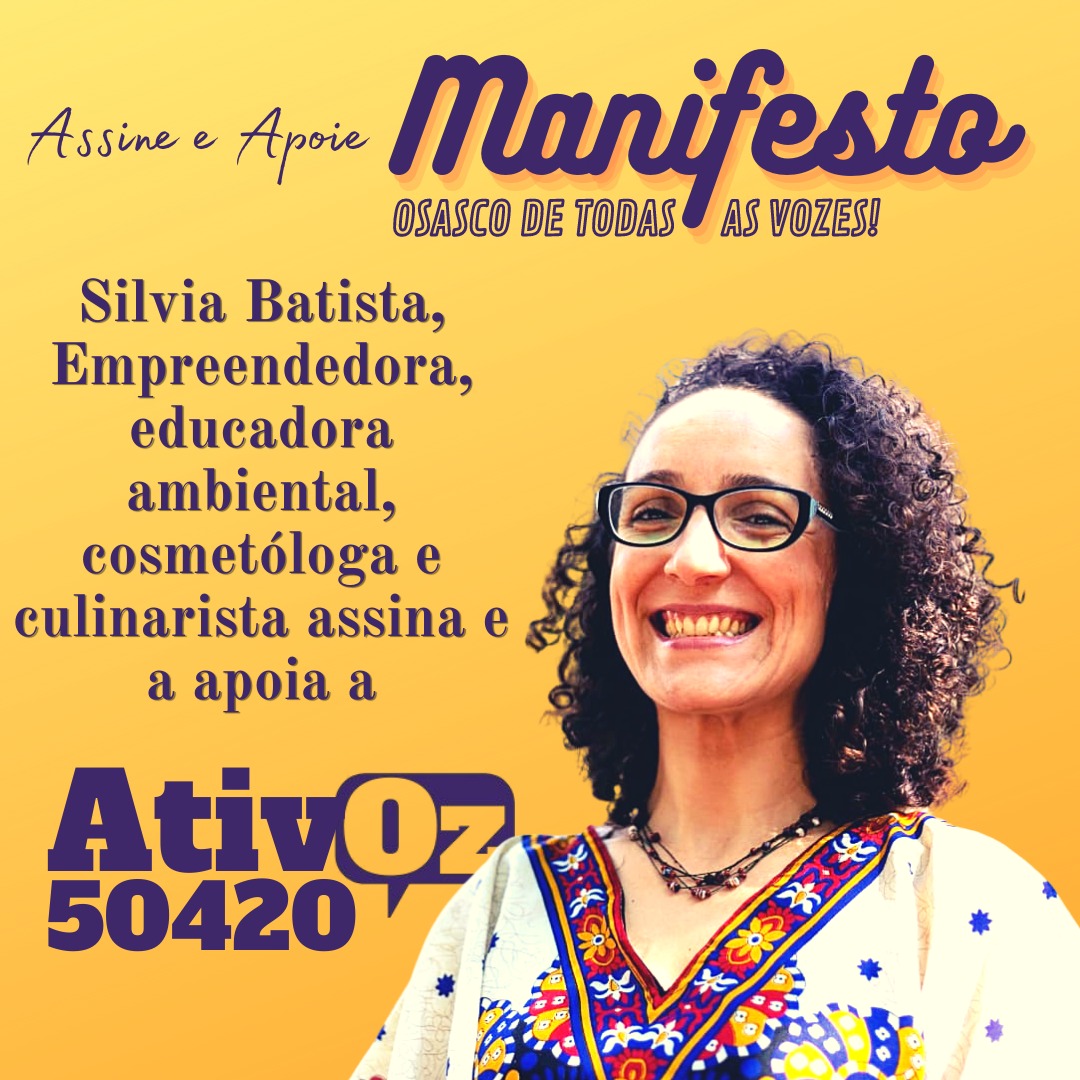 Assine e Apoie Manifesto
OSASCO DE TODAS AS VOZES!
Silvia Batista,
Empreendedora,
educadora
ambiental,
cosmetóloga e
culinarista assina e
a apoia a
AtivOz
50420